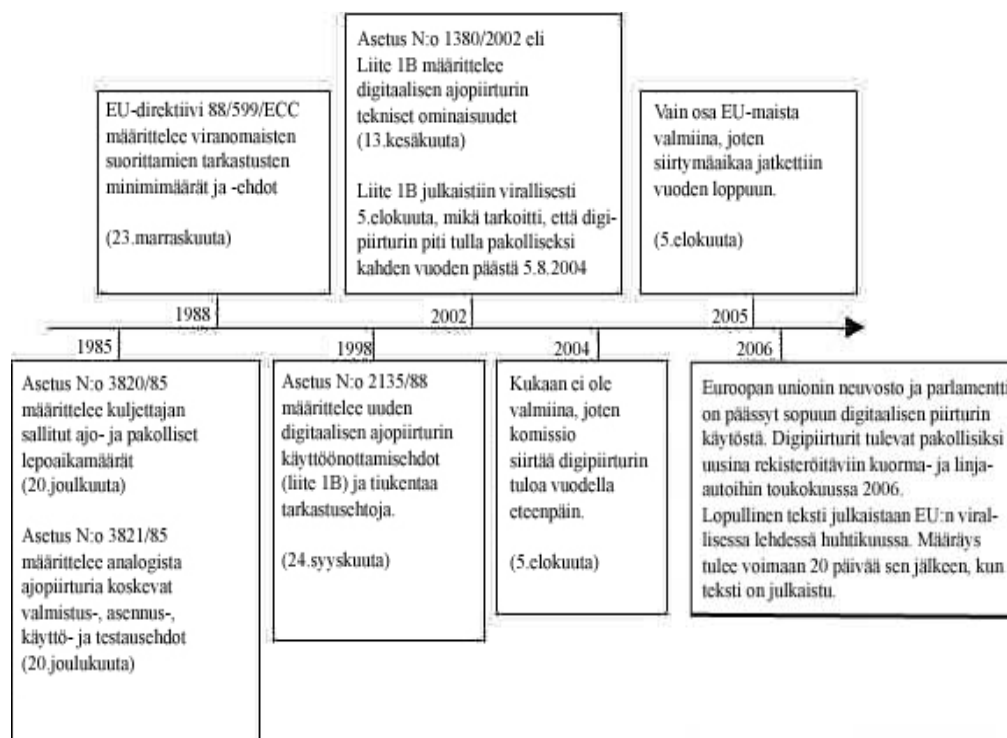 EU-direktiivi 88/599/ECC
määrittelee viranomaisten
suorittamien tarkastusten
minimimäärät ja -ehdot
(23.marraskuuta)
Asetus N:o 1380/2002 eli
Liite 1B määrittelee
digitaalisen ajopiirturin
tekniset ominaisuudet
(13.kesäkuuta)
Liite 1B julkaistiin virallisesti
5.elokuuta, mikä tarkoitti, että digi-
piirturin piti tulla pakolliseksi
kahden vuoden päästä 5.8.2004
Vain osa EU-maista
valmiina, joten
siirtymäaikaa jatkettiin
vuoden loppuun.
(5.elokuuta)
1988
2002
2005
1985
1998
2004
2006
Asetus N:o 3820/85
määrittelee kuljettajan
sallitut ajo- ja pakolliset
lepoaikamäärät
(20.joulkuuta)
Asetus N:o 3821/85
määrittelee analogista
ajopiirturia koskevat
valmistus-, asennus-,
käyttö- ja testausehdot
(20.joulukuuta)
Asetus N:o 2135/88
määrittelee uuden
digitaalisen ajopiirturin
käyttöönottamisehdot
(liite 1B) ja tiukentaa
tarkastusehtoja.
(24.syyskuuta)
Kukaan ei ole
valmiina, joten
komissio
siirtää digipiirturin
tuloa vuodella
eteenpäin.
(5.elokuuta)
Euroopan unionin neuvosto ja parlamentti
on päässyt sopuun digitaalisen piirturin
käytöstä. Digipiirturit tulevat pakollisiksi
uusina rekisteröitäviin kuorma- ja linja-
autoihin toukokuussa 2006.
Lopullinen teksti julkaistaan EU:n viral-
lisessa lehdessä huhtikuussa. Määräys
tulee voimaan 20 päivää sen jälkeen, kun
teksti on julkaistu.